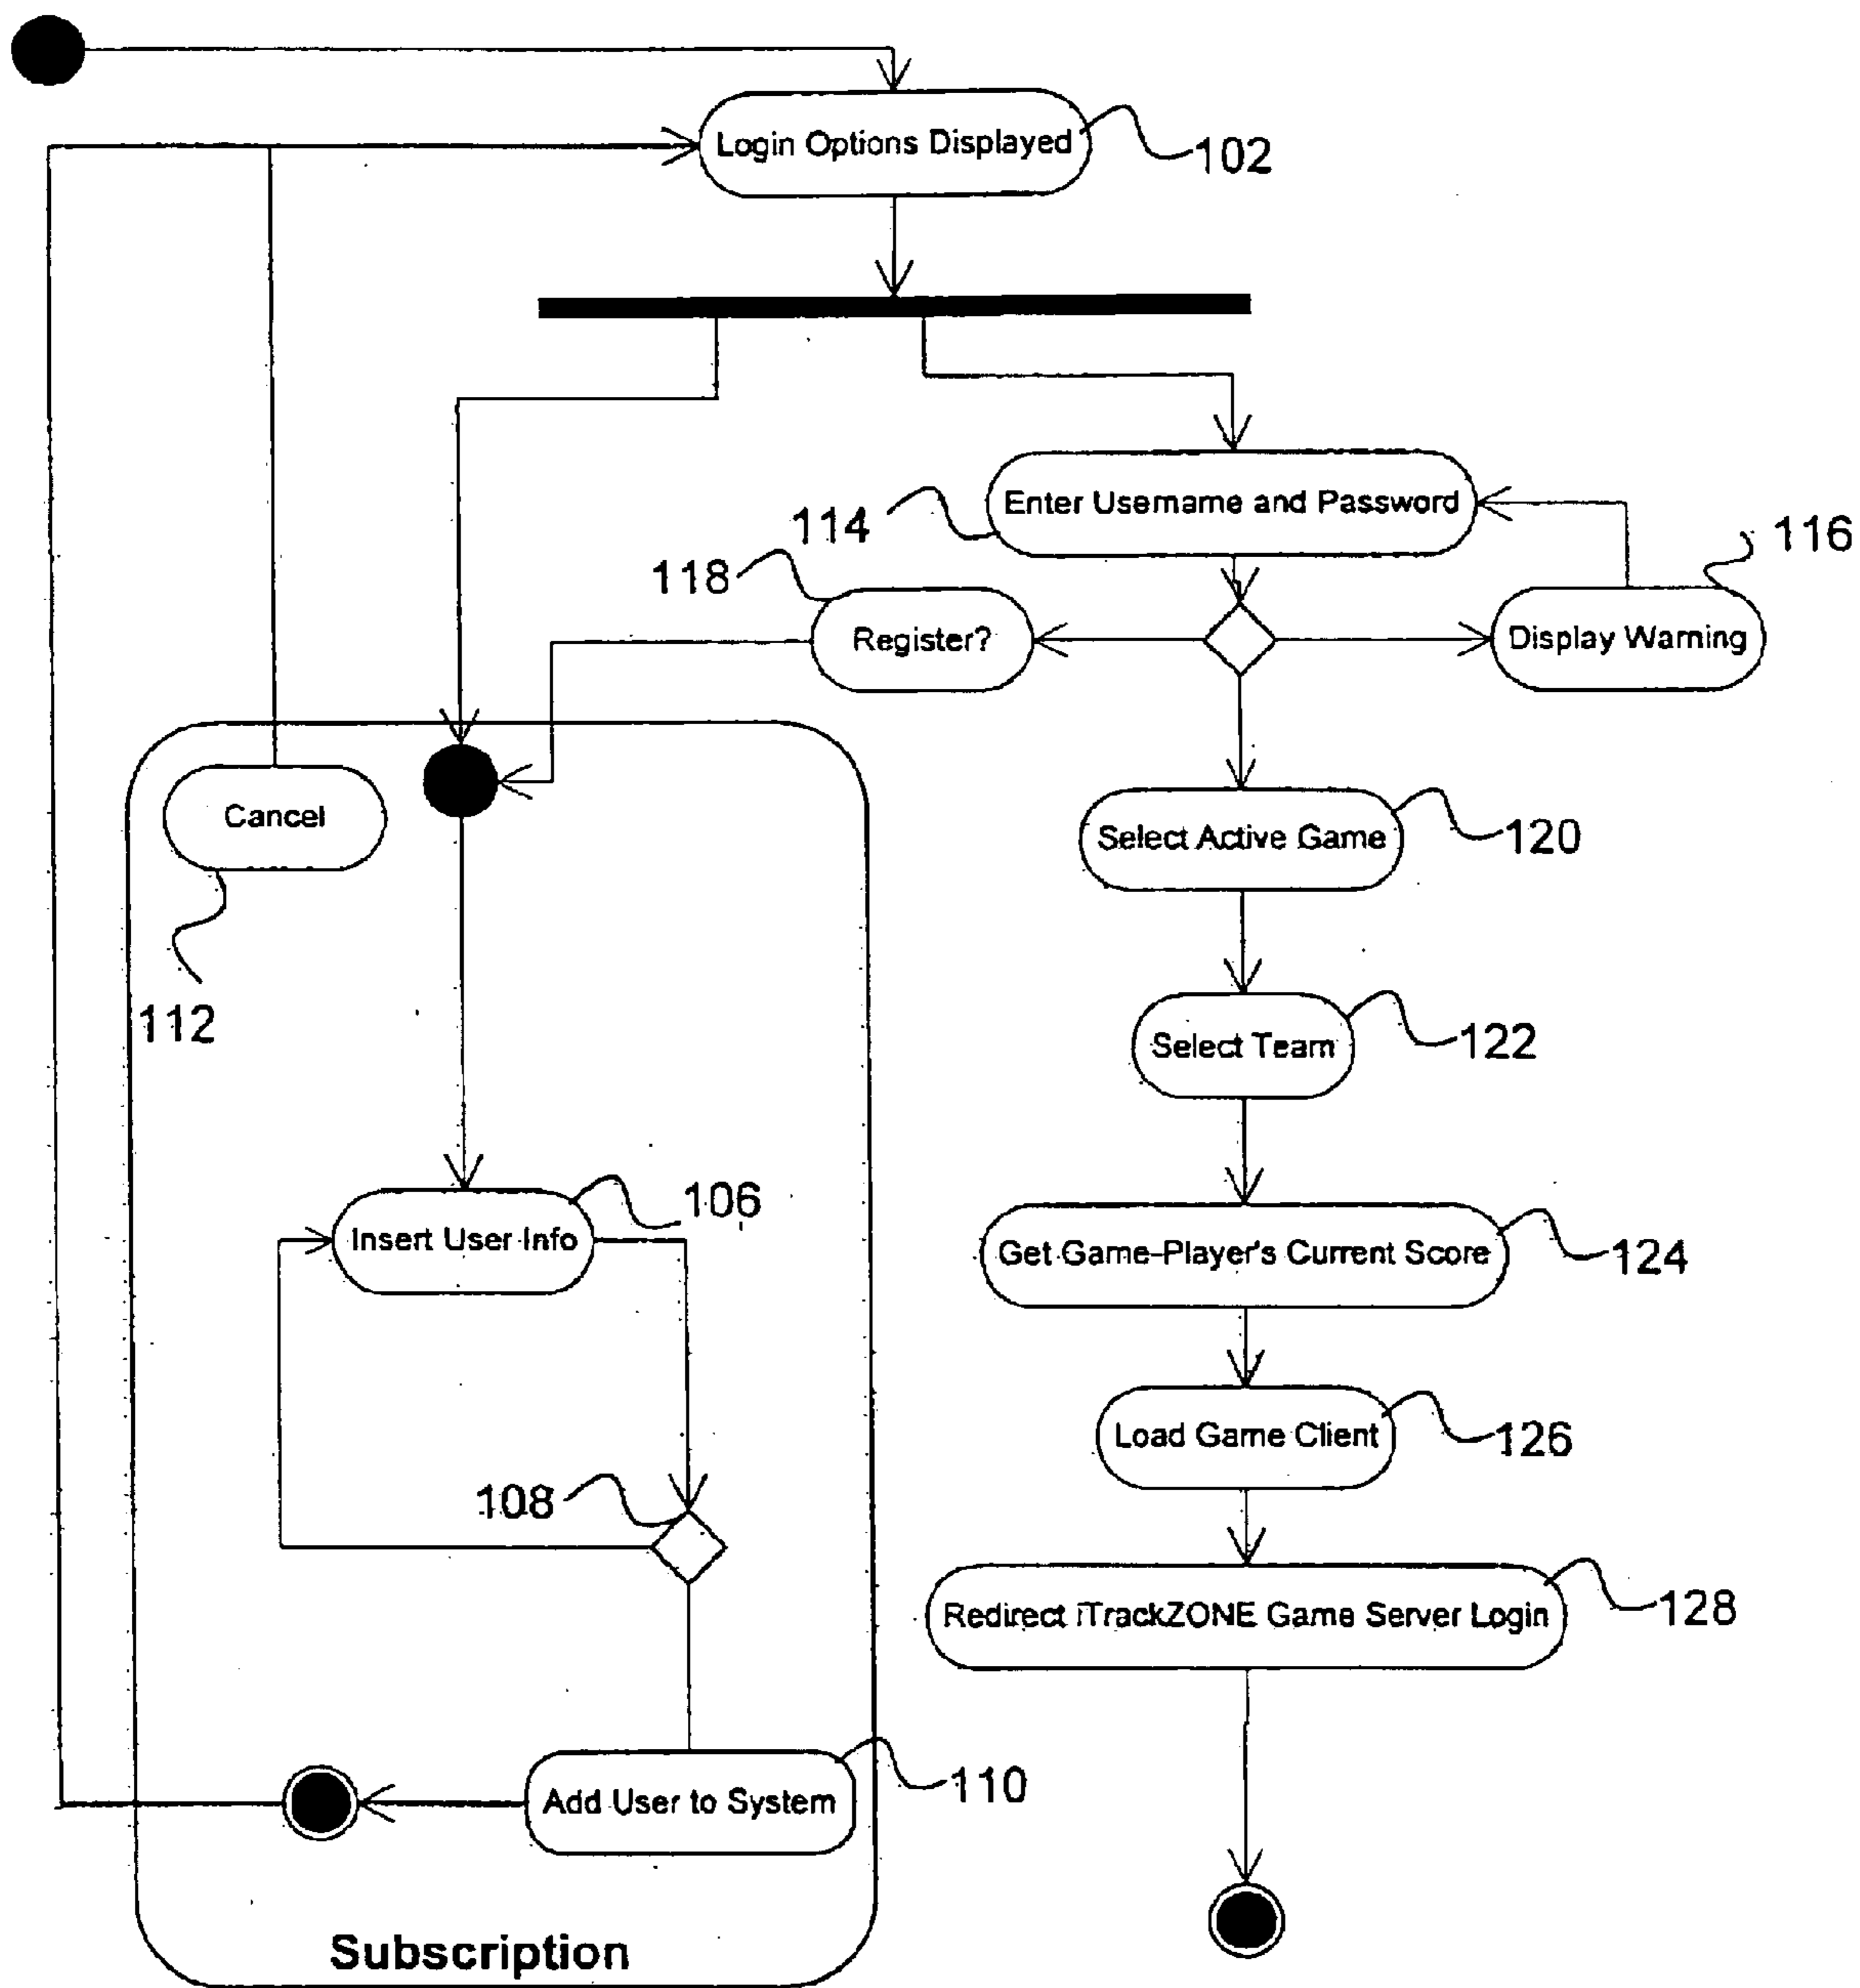 Login Options Displayed
102
Enter Username and Password
114
116
118
Register?
Display Warning
Cancel
112
Select Active Game
120
Select Team
122
Insert User Info
106
Get Game-Player's Current Score
124
Load Game Client
126
108
Redirect iTrackZONE Game Server Login
128
Add User to System
110
Subscription